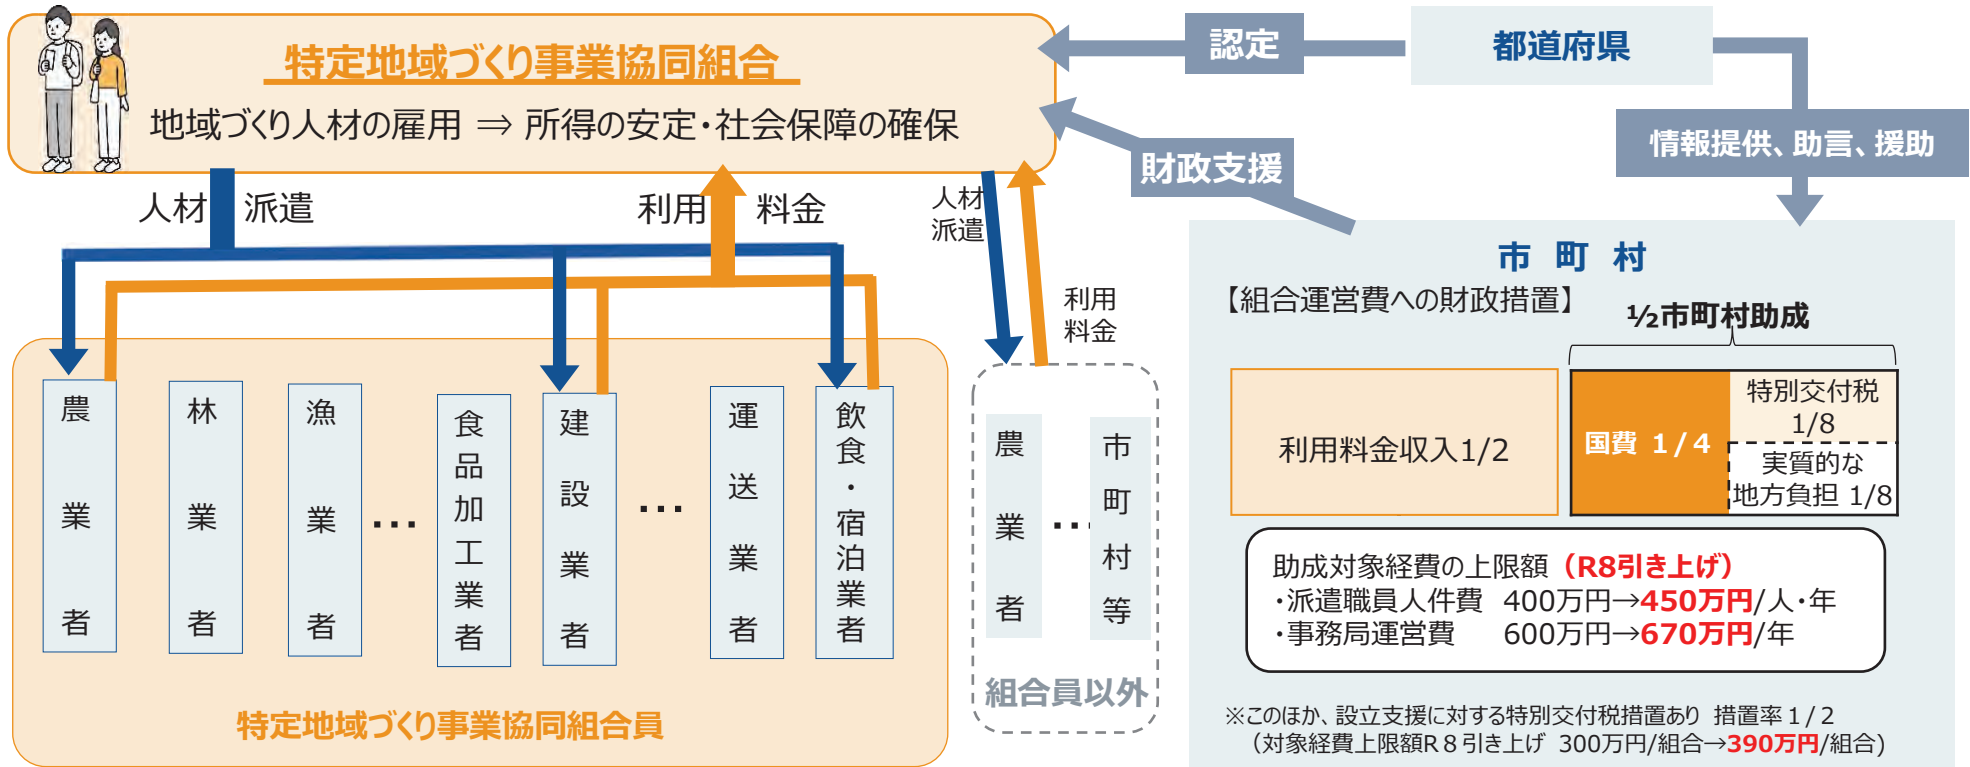 特定地域づくり事業協同組合
地域づくり人材の雇用 ⇒ 所得の安定・社会保障の確保
認定
都道府県
情報提供、助言、援助
財政支援
人材派遣
利用料金
人材
派遣
利用
料金
農業者
林業者
漁業者
…
食品加工業者
建設業者
…
運送業者
飲食・宿泊業者
特定地域づくり事業協同組合員
農業者
…
市町村等
組合員以外
市 町 村
【組合運営費への財政措置】
½市町村助成
利用料金収入1/2
国費 1/4
特別交付税
1/8
実質的な
地方負担 1/8
助成対象経費の上限額（R8引き上げ）
・派遣職員人件費 400万円→450万円/人・年
・事務局運営費 600万円→670万円/年
※このほか、設立支援に対する特別交付税措置あり 措置率1/2
（対象経費上限額R8引き上げ 300万円/組合→390万円/組合)